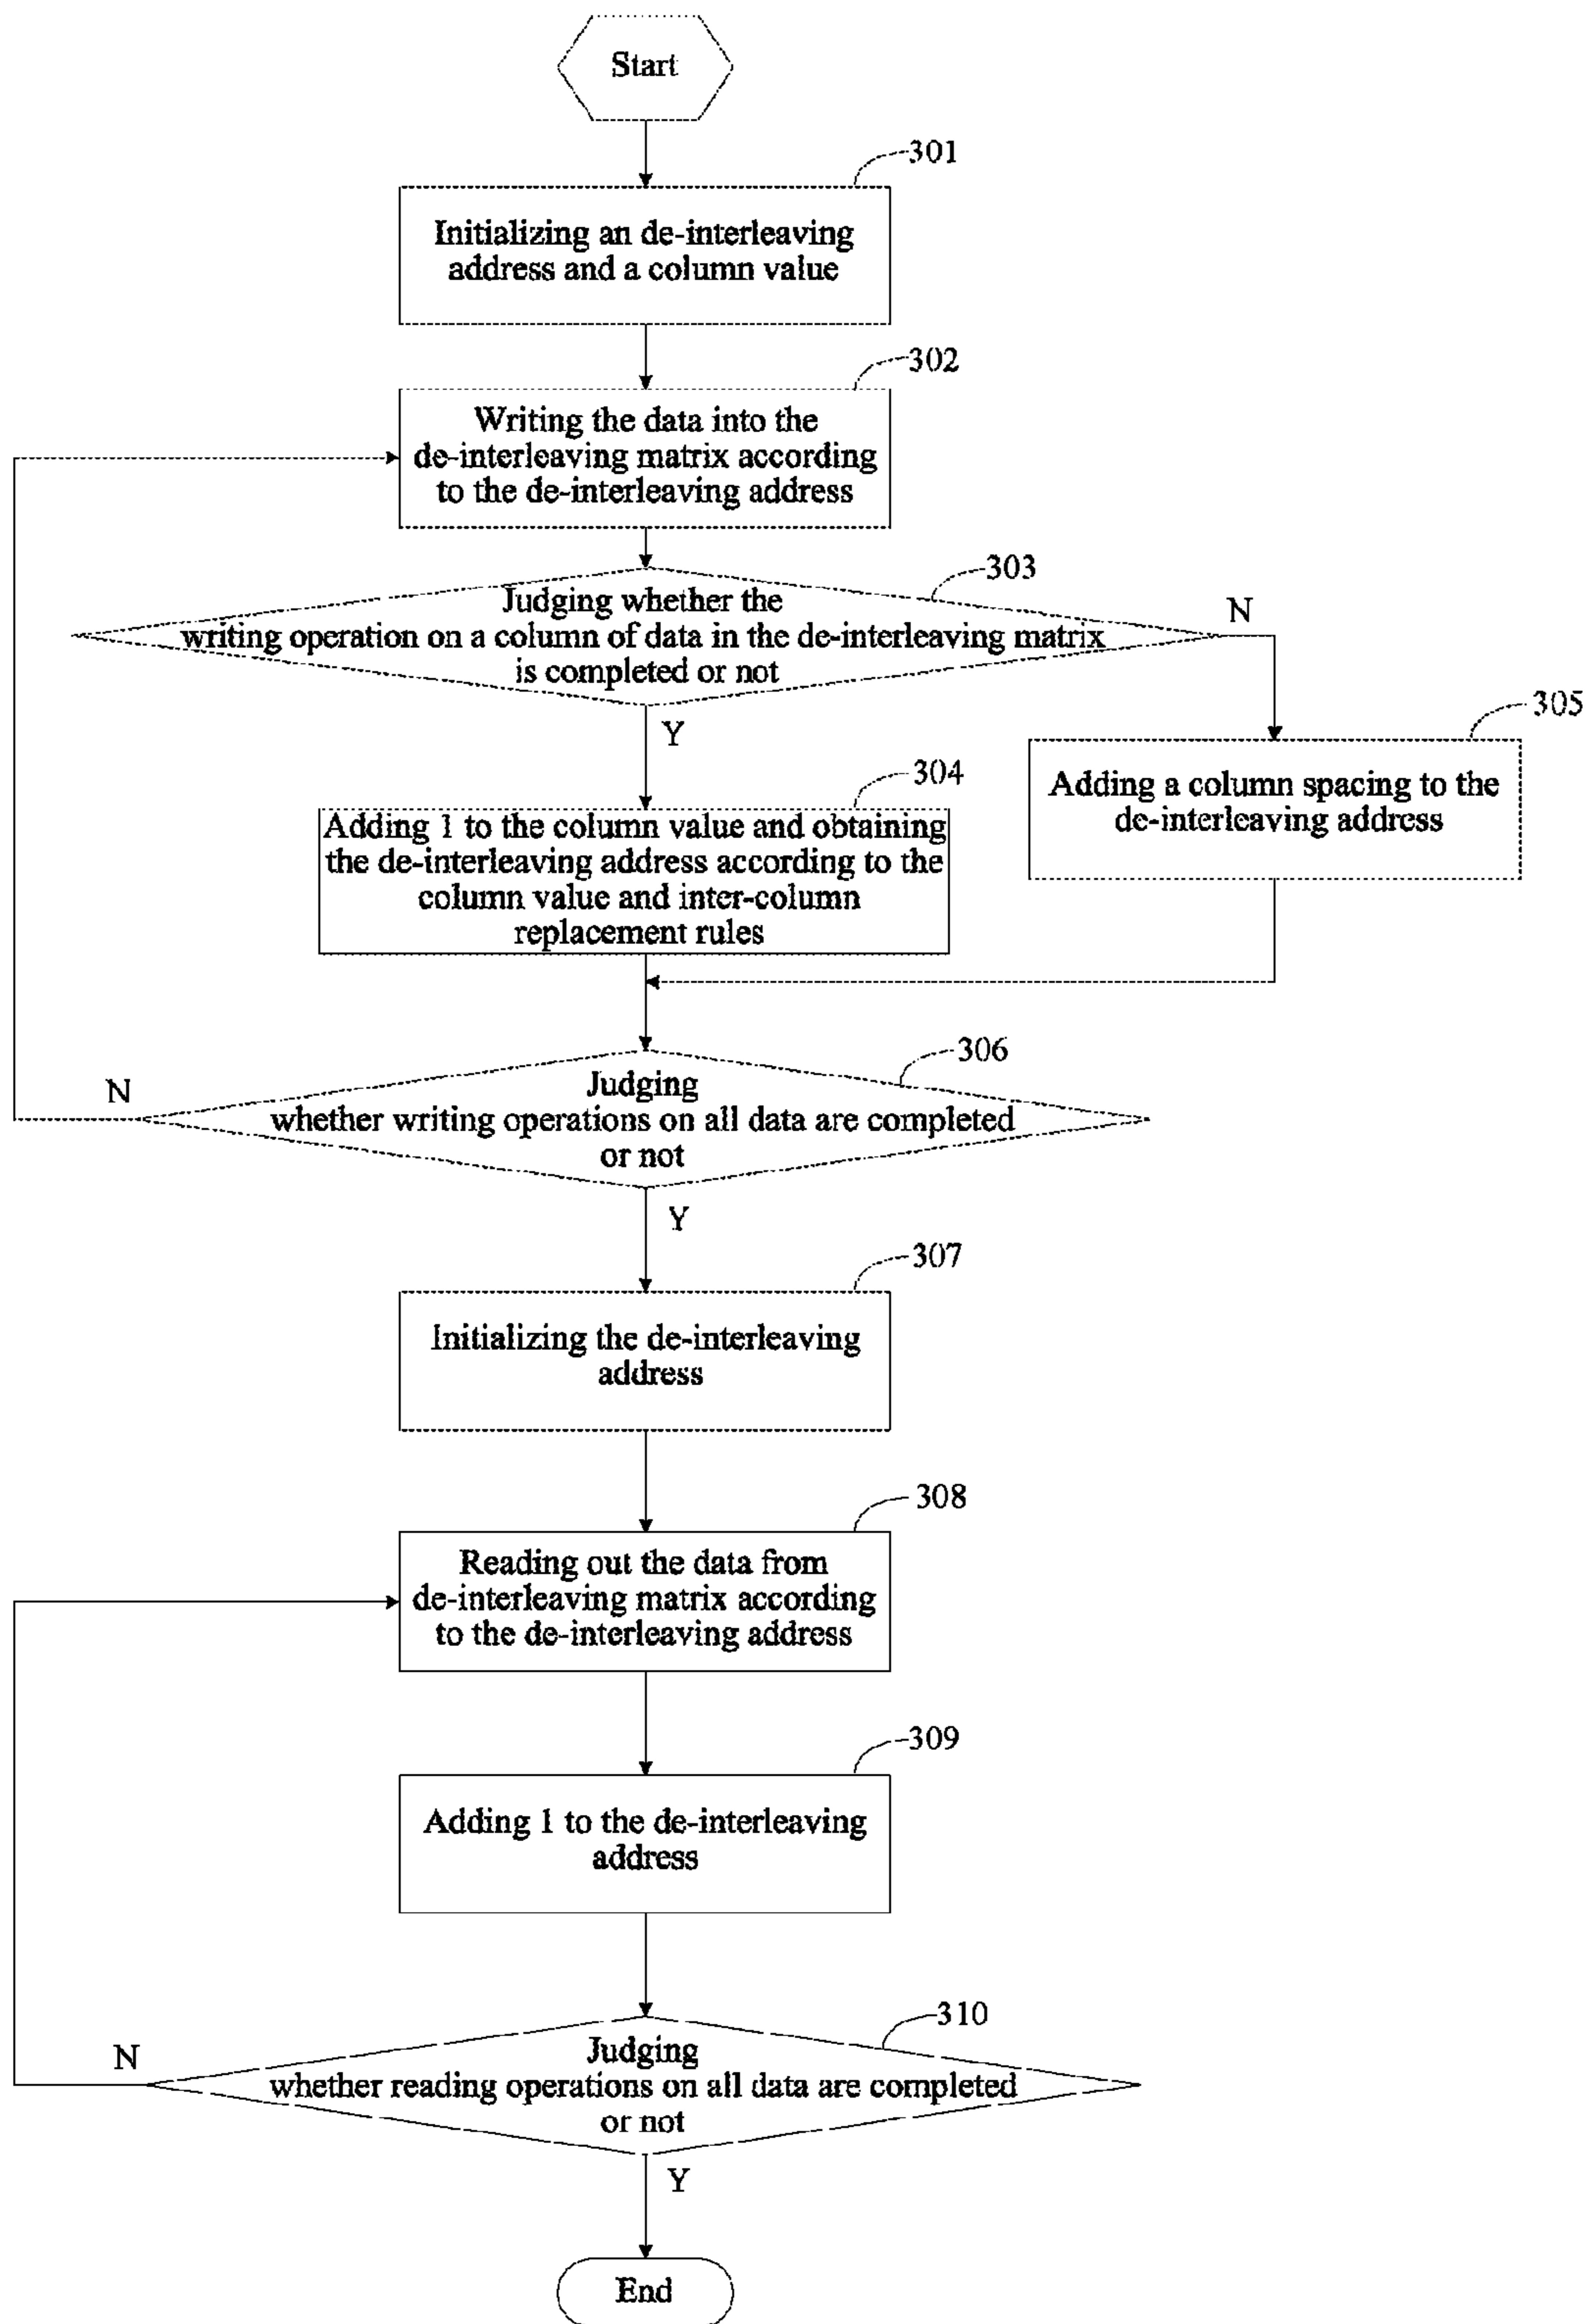 Start
301
Initializing an de-interleaving
address and a column value
302
Writing the data into the
de-interleaving matrix according
to the de-interleaving address
303
Judging whether the
writing operation on a column of data in the de-interleaving matrix
is completed or not
N
Y
305
Adding a column spacing to the
de-interleaving address
304
Adding 1 to the column value and obtaining
the de-interleaving address according to the
column value and inter-column
replacement rules
306
Judging
whether writing operations on all data are completed
or not
N
Y
307
Initializing the de-interleaving
address
308
Reading out the data from
de-interleaving matrix according
to the de-interleaving address
309
Adding 1 to the de-interleaving
address
310
Judging
whether reading operations on all data are completed
or not
N
Y
End